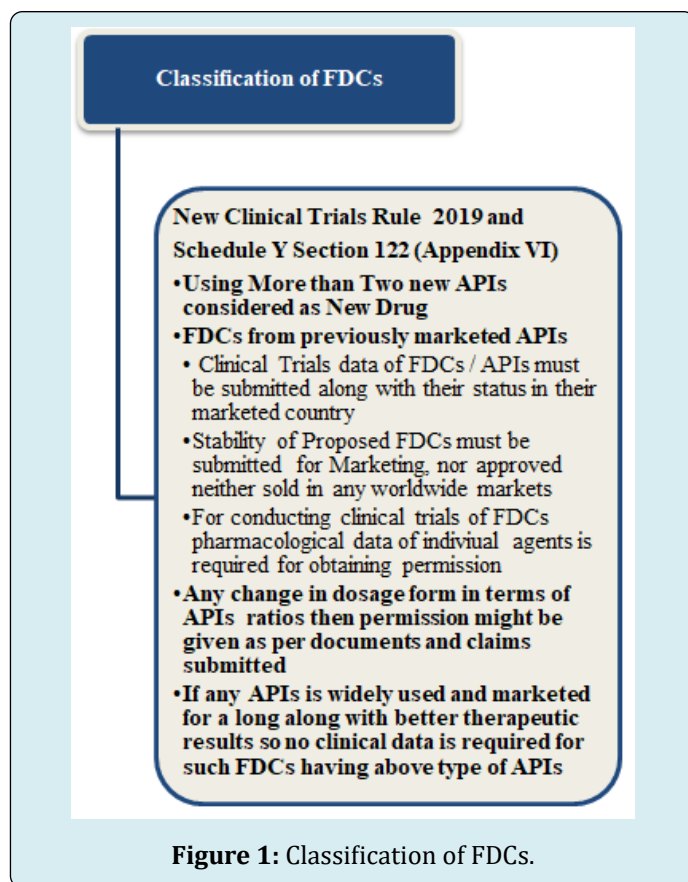 Classification of FDCs
New Clinical Trials Rule 2019 and
Schedule Y Section 122 (Appendix VI)
•Using More than Two new APIs
considered as New Drug
•FDCs from previously marketed APIs
• Clinical Trials data of FDCs / APIs must
be submitted along with their status in their
marketed country
•Stability of Proposed FDCs must be
submitted for Marketing, nor approved
neither sold in any worldwide markets
•For conducting clinical trials of FDCs
pharmacological data of indiviual agents is
required for obtaining permission
•Any change in dosage form in terms of
APIs ratios then permission might be
given as per documents and claims
submitted
•If any APIs is widely used and marketed
for a long along with better therapeutic
results so no clinical data is required for
such FDCs having above type of APIs
Figure 1: Classification of FDCs.